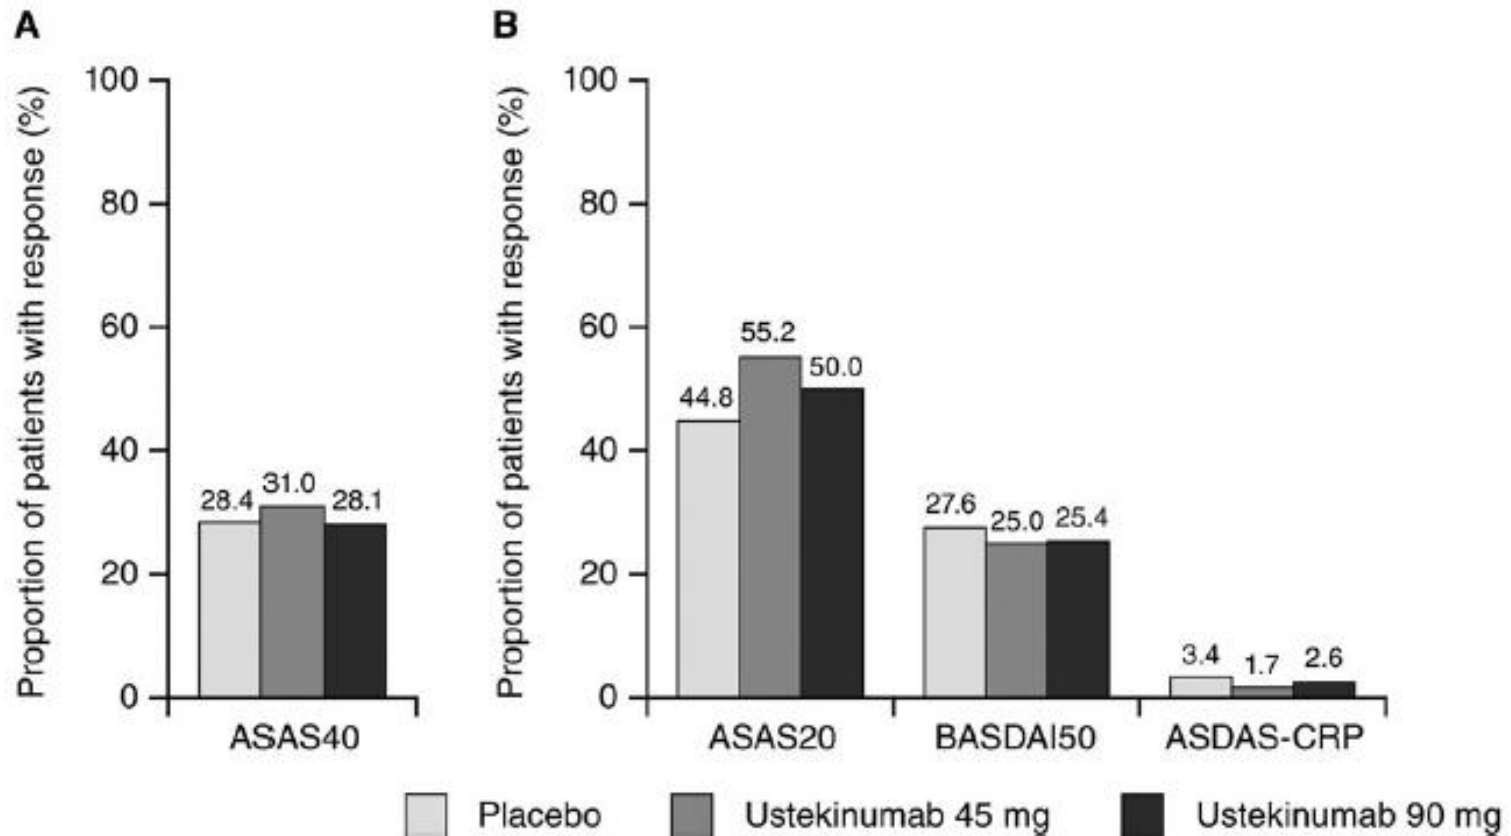 A
Proportion of patients with response (%)
100
80
60
40
20
0
28.4
31.0
28.1
ASAS40
B
Proportion of patients with response (%)
100
80
60
40
20
0
44.8
55.2
50.0
27.6
25.0
25.4
3.4
1.7
2.6
ASAS20
BASDAI50
ASDAS-CRP
Placebo
Ustekinumab 45 mg
Ustekinumab 90 mg